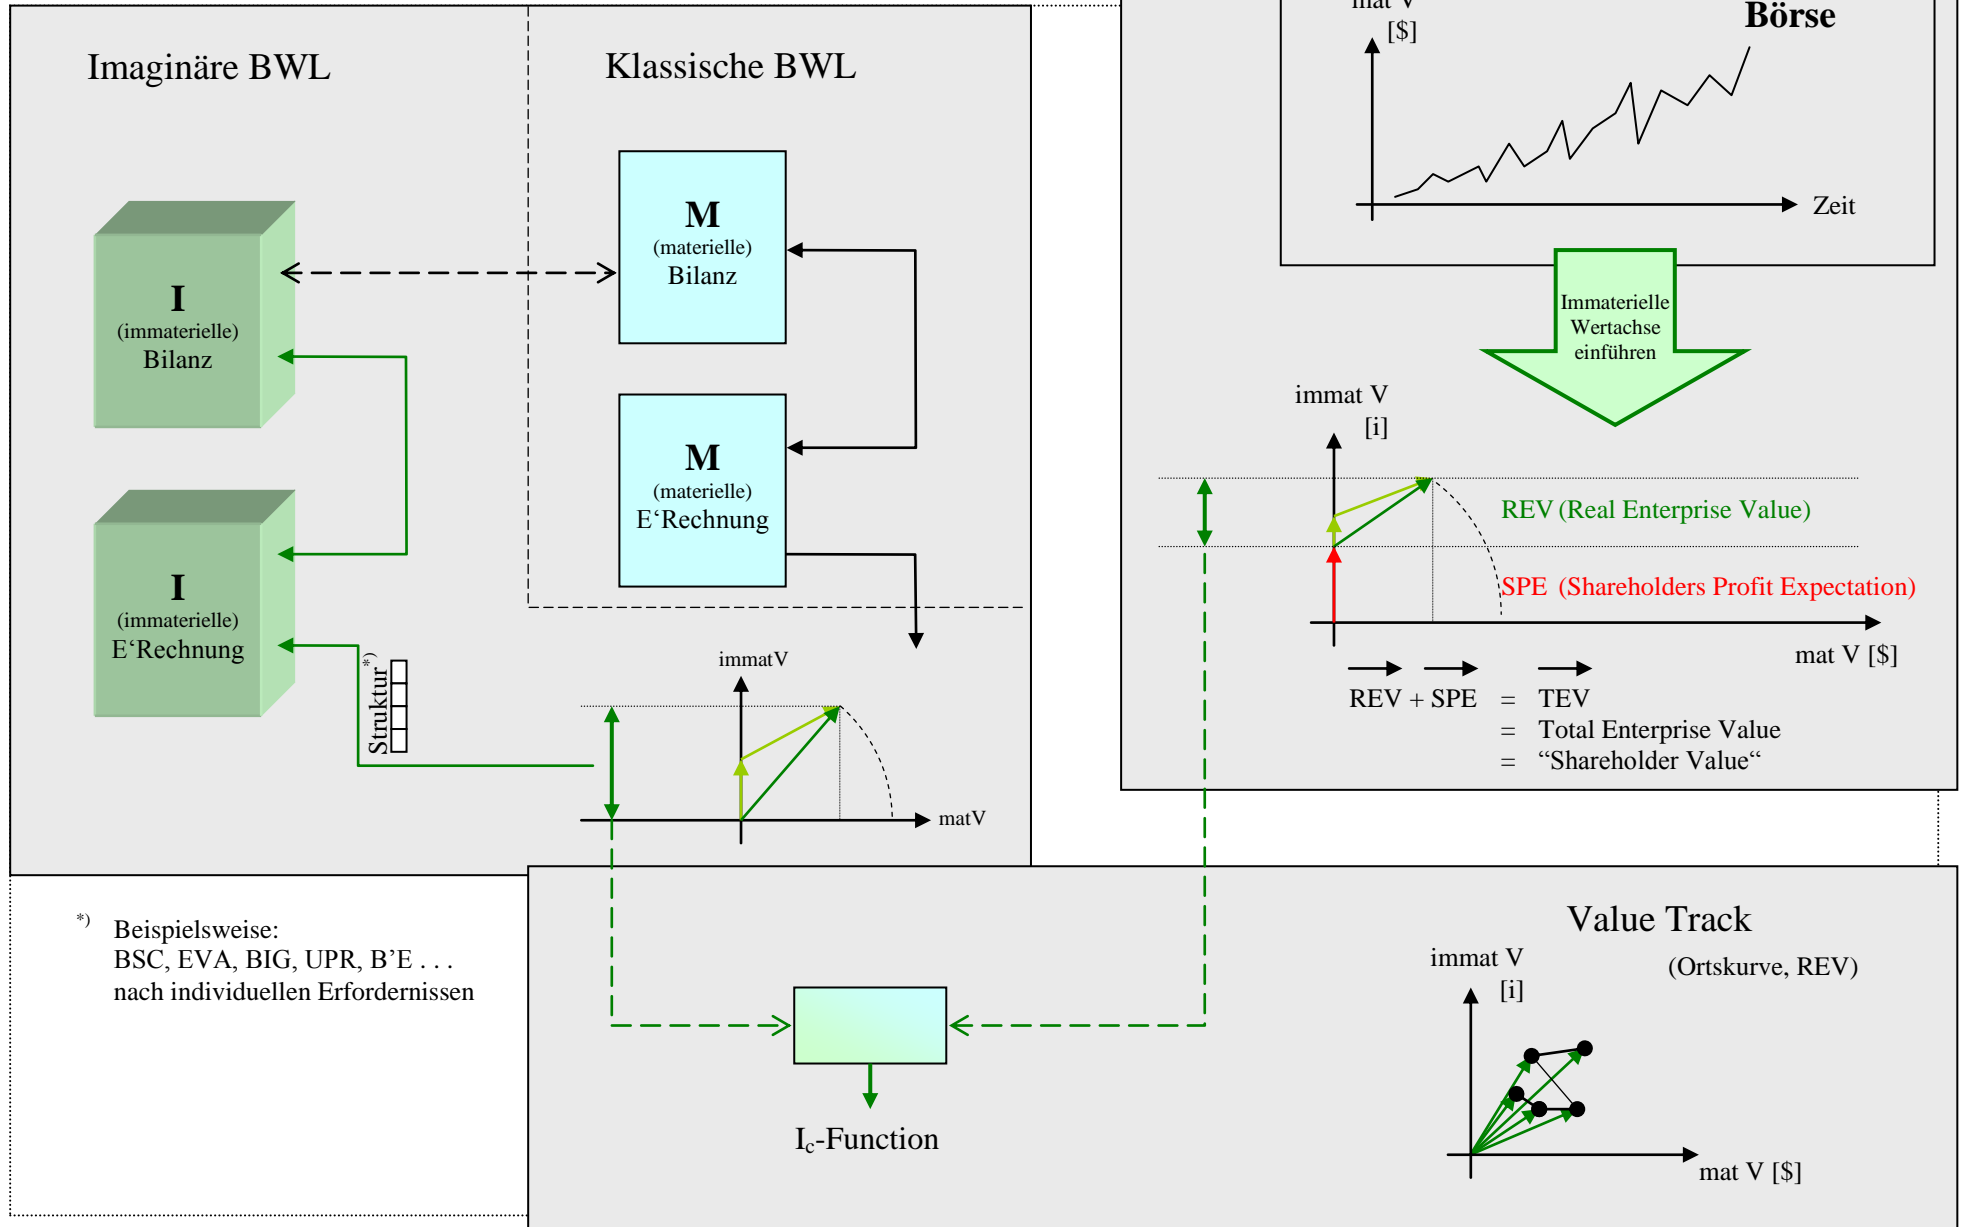 Imaginäre BWL
Klassische BWL
I
(immaterielle)
Bilanz
I
(immaterielle)
E‘Rechnung
M
(materielle)
Bilanz
M
(materielle)
E‘Rechnung
Struktur*)
immatV
matV
mat V
[$]
Börse
Zeit
Immaterielle
Wertachse
einführen
immat V
[i]
REV (Real Enterprise Value)
SPE (Shareholders Profit Expectation)
mat V [$]
REV + SPE = TEV
= Total Enterprise Value
= “Shareholder Value“
*) Beispielsweise:
BSC, EVA, BIG, UPR, B’E . . .
nach individuellen Erfordernissen
Ic-Function
Value Track
(Ortskurve, REV)
immat V
[i]
mat V [$]